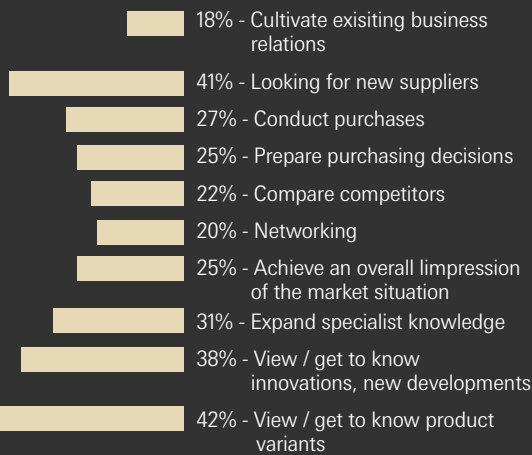 18% - Cultivate exisiting business
relations
41% - Looking for new suppliers
27% - Conduct purchases
25% - Prepare purchasing decisions
22% - Compare competitors
20% - Networking
25% - Achieve an overall limpression
of the market situation
31% - Expand specialist knowledge
38% - View / get to know
innovations, new developments
42% - View / get to know product
variants